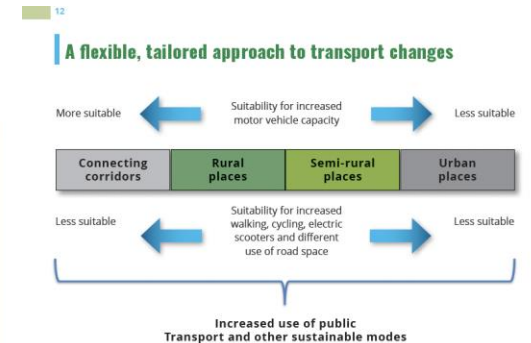 12
A flexible, tailored approach to transport changes
More suitable
Suitability for increased
motor vehicle capacity
Less suitable
Connecting
corridors
Rural
places
Semi-rural
places
Urban
places
Less suitable
Suitability for increased
walking, cycling, electric
scooters and different
use of road space
Less suitable
Increased use of public
Transport and other sustainable modes